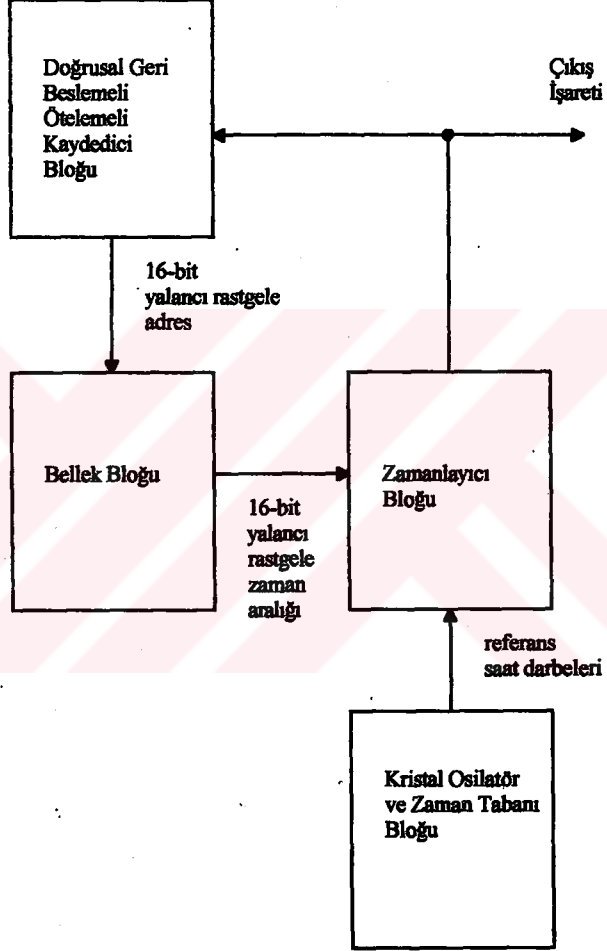 Doğrusal Geri
Beslemeli
Ötelemeli
Kaydedici
Bloğu
Çıkış
İşareti
16-bit
yalancı rastgele
adres
Bellek Bloğu
16-bit
yalancı
rastgele
zaman
aralığı
Zamanlayıcı
Bloğu
referans
saat darbeleri
Kristal Osilatör
ve Zaman Tabanı
Bloğu